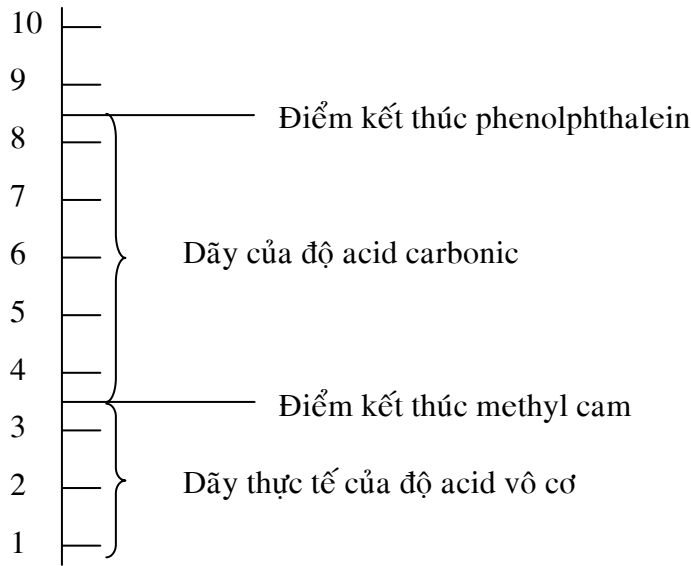 10
9
Điểm kết thúc phenolphthalein
8
7
6
Dãy của độ acid carbonic
5
4
Điểm kết thúc methyl cam
3
2
Dãy thực tế của độ acid vô cơ
1